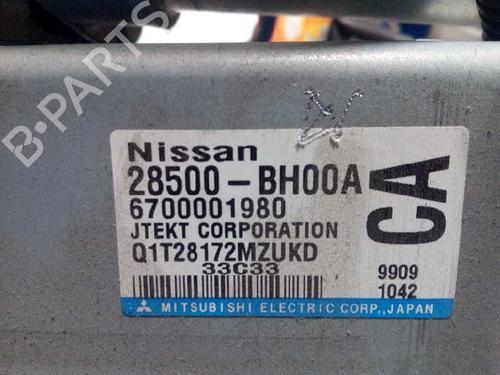 B-PARTS
Nissan
28500-BH00A
6700001980
JTEKT CORPORATION
Q1T28172MZUKD
33C33
CA
9909
1042
MITSUBISHI ELECTRIC CORP.,JAPAN